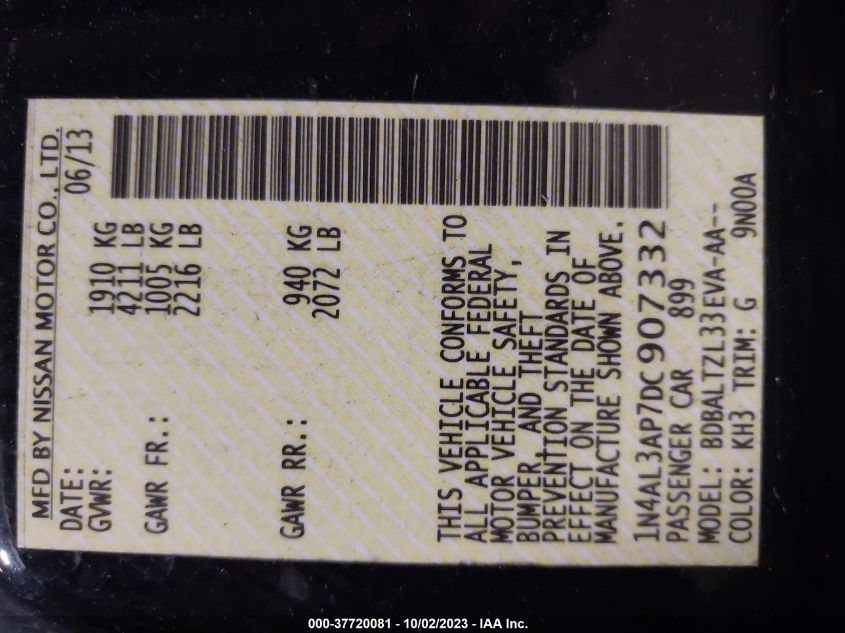 MFD BY NISSAN MOTOR CO., LTD.
DATE: 06/13
GVWR: 1910 KG
4211 LB
GAWR FR.: 1005 KG
2216 LB
GAWR RR.: 940 KG
2072 LB
THIS VEHICLE CONFORMS TO
ALL APPLICABLE FEDERAL
MOTOR VEHICLE SAFETY,
BUMPER, AND THEFT
PREVENTION STANDARDS IN
EFFECT ON THE DATE OF
MANUFACTURE SHOWN ABOVE.
1N4AL3AP7DC907332
PASSENGER CAR 899
MODEL: BDBALTZL33EVA-AA--
COLOR: KH3 TRIM: G 9N00A
000-37720081 - 10/02/2023 - IAA Inc.